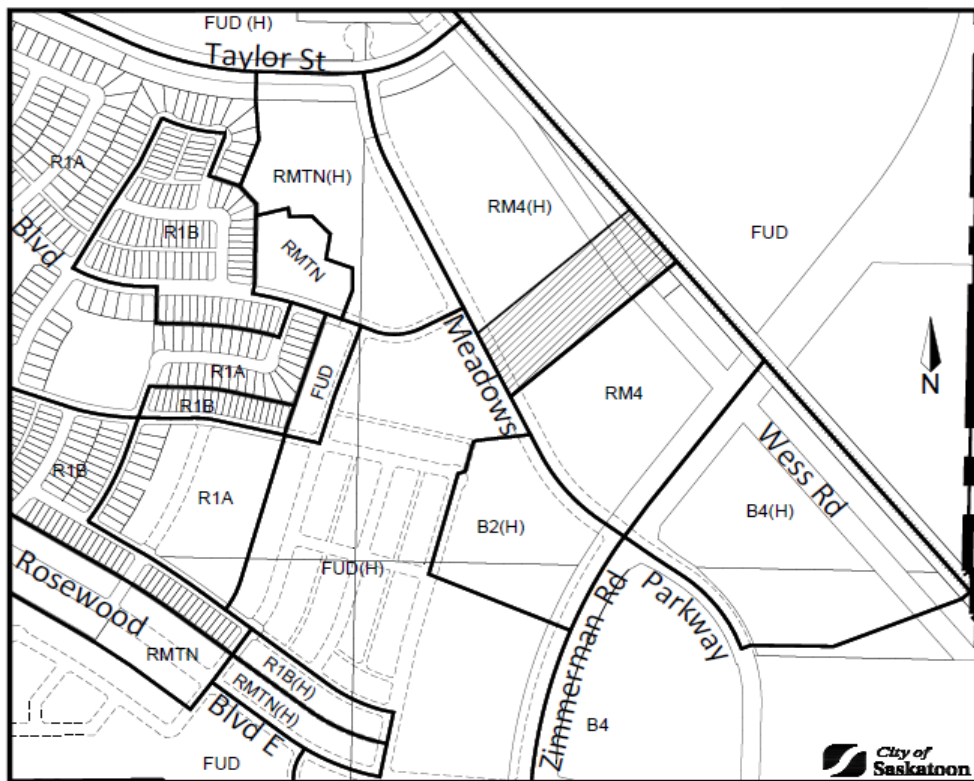 FUD (H)
Taylor St
R1A
RMTN(H)
RM4(H)
FUD
R1B
Blvd
RMTN
Meadows
R1A
FUD
RM4
R1B
Wess Rd
N
R1B
R1A
B2(H)
B4(H)
FUD(H)
Rosewood
Zimmerman Rd
Parkway
RMTN
R1B(H)
RMTN(H)
Blvd E
B4
FUD
City of
Saskatoon